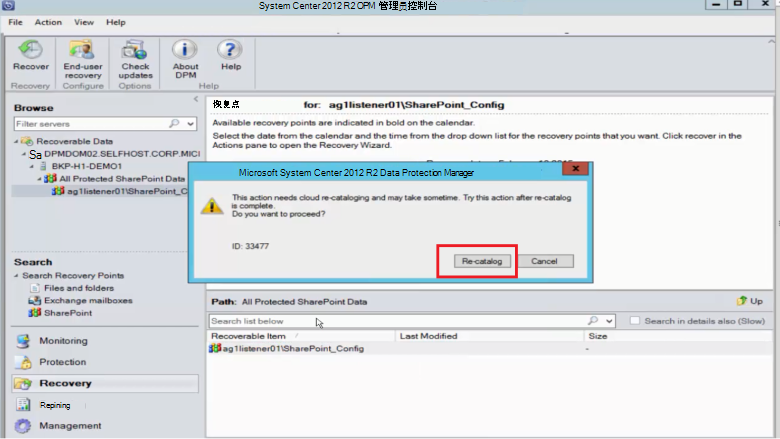 System Center 2012 R2 OPM 管理员控制台
File Action View Help
Recover
End-user recovery
Check updates
About DPM
Help
Recovery Configure Options Help
Browse
Filter servers
Recoverable Data
Sa DPMDOM02.SELFHOST.CORP.MICI
BKP-H1-DEMO1
All Protected SharePoint Data
ag1listener01\SharePoint_C
Search
Search Recovery Points
Files and folders
Exchange mailboxes
SharePoint
Monitoring
Protection
Recovery
Repining
Management
恢复点 for: ag1listener01\SharePoint_Config
Available recovery points are indicated in bold on the calendar.
Select the date from the calendar and the time from the drop down list for the recovery points that you want. Click recover in the
Actions pane to open the Recovery Wizard.
Microsoft System Center 2012 R2 Data Protection Manager
This action needs cloud re-cataloging and may take sometime. Try this action after re-catalog
is complete.
Do you want to proceed?
ID: 33477
Re-catalog Cancel
Path: All Protected SharePoint Data Up
Search list below Search in details also (Slow)
Recoverable Item Last Modified Size
ag1listener01\SharePoint_Config -